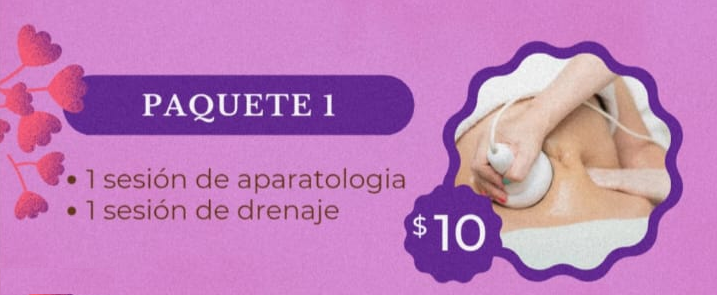 PAQUETE 1
• 1 sesión de aparatologia
• 1 sesión de drenaje
$10